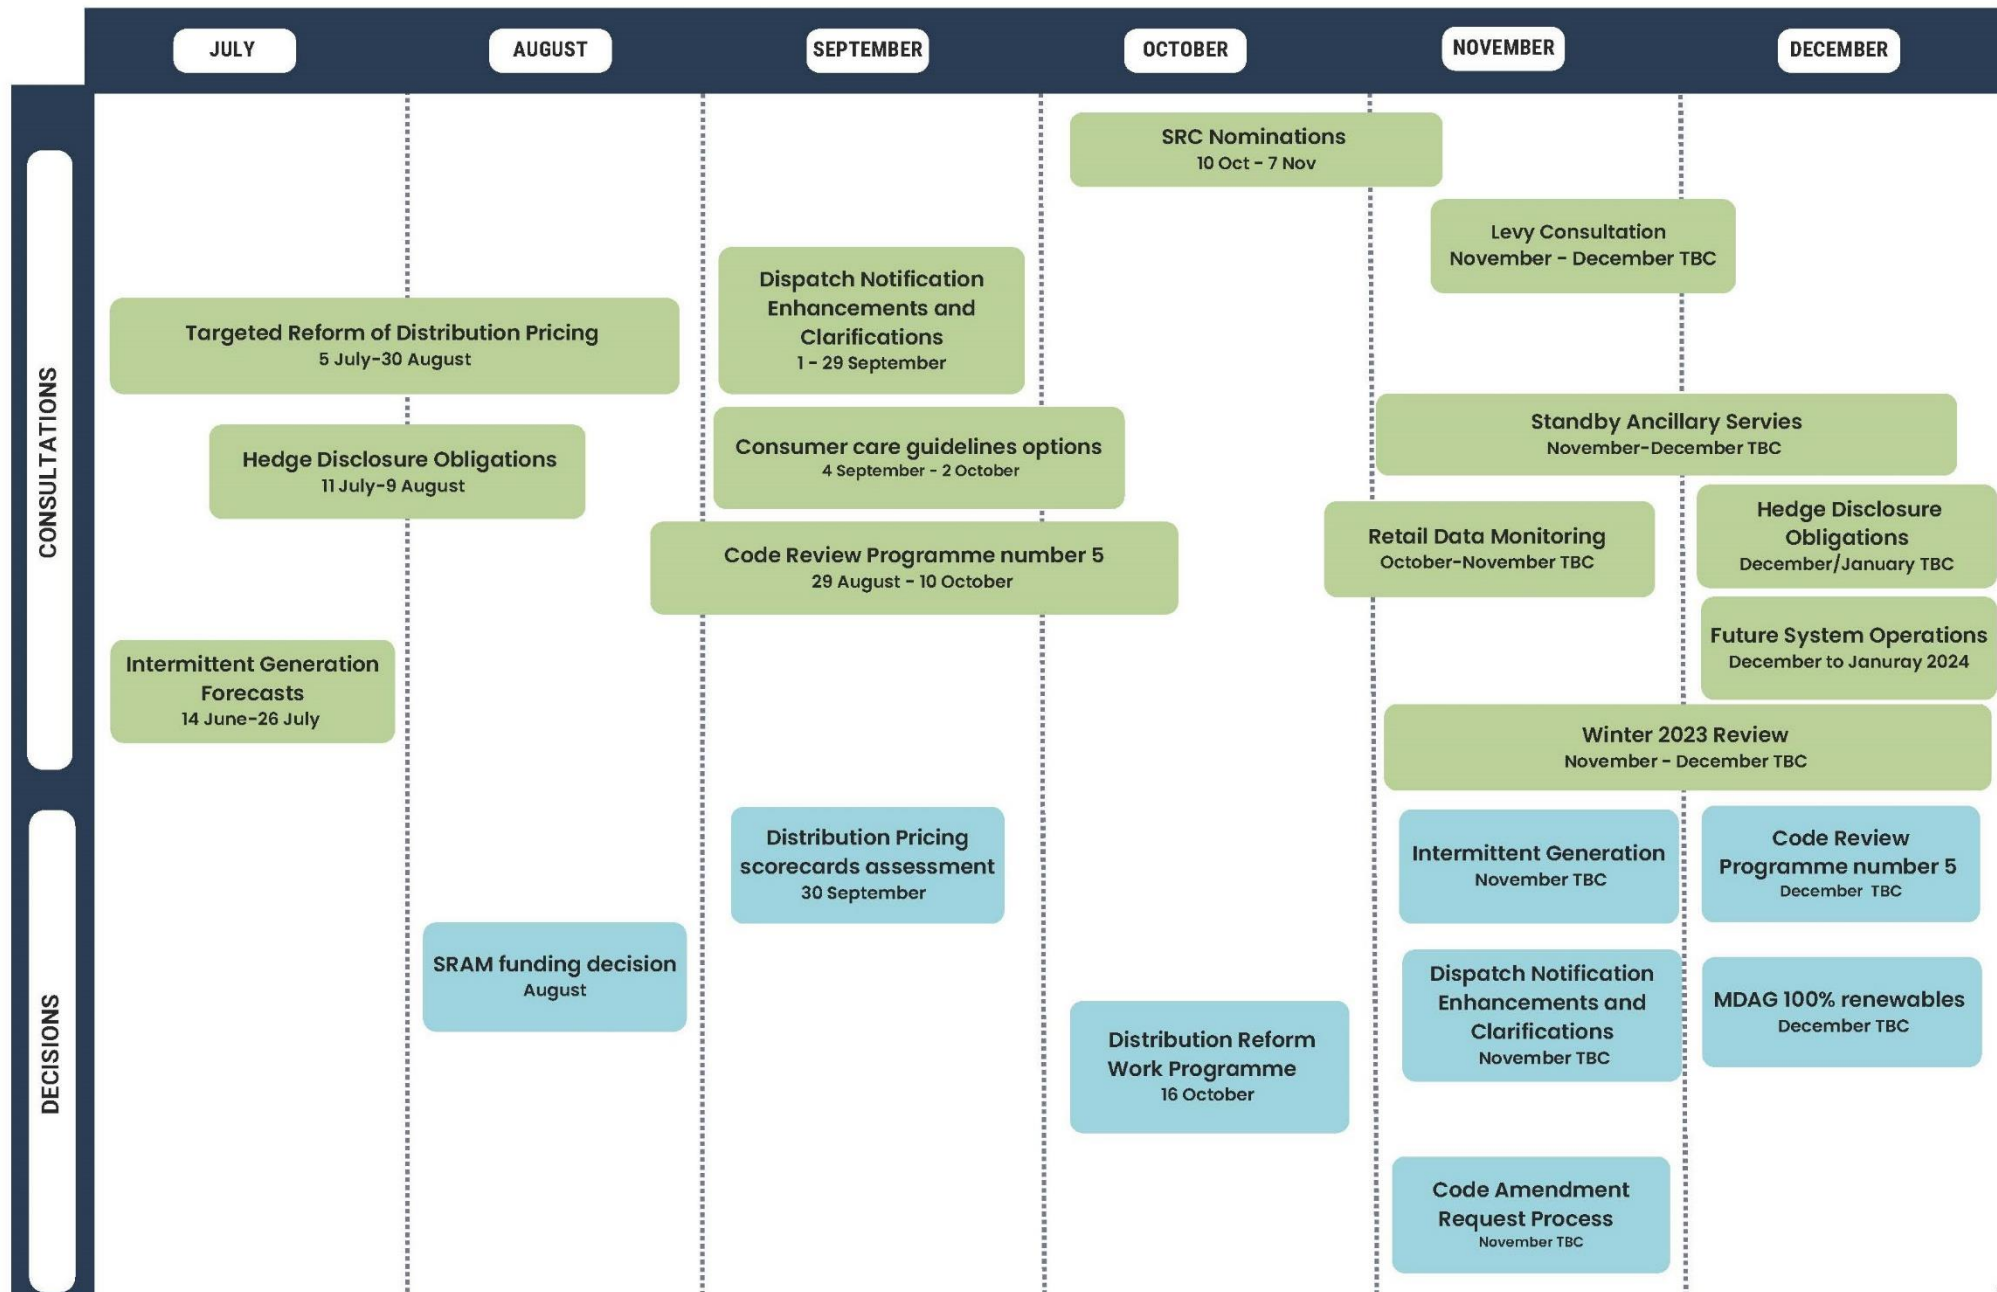 JULY
AUGUST
SEPTEMBER
OCTOBER
NOVEMBER
DECEMBER
CONSULTATIONS
SRC Nominations
10 Oct - 7 Nov
Levy Consultation
November - December TBC
Dispatch Notification
Enhancements and
Clarifications
1 - 29 September
Targeted Reform of Distribution Pricing
5 July-30 August
Standby Ancillary Servies
November-December TBC
Consumer care guidelines options
4 September - 2 October
Hedge Disclosure Obligations
11 July-9 August
Hedge Disclosure
Obligations
December/January TBC
Retail Data Monitoring
October-November TBC
Code Review Programme number 5
29 August - 10 October
Future System Operations
December to Januray 2024
Intermittent Generation
Forecasts
14 June-26 July
Winter 2023 Review
November - December TBC
DECISIONS
Distribution Pricing
scorecards assessment
30 September
Intermittent Generation
November TBC
Code Review
Programme number 5
December TBC
SRAM funding decision
August
Dispatch Notification
Enhancements and
Clarifications
November TBC
MDAG 100% renewables
December TBC
Distribution Reform
Work Programme
16 October
Code Amendment
Request Process
November TBC